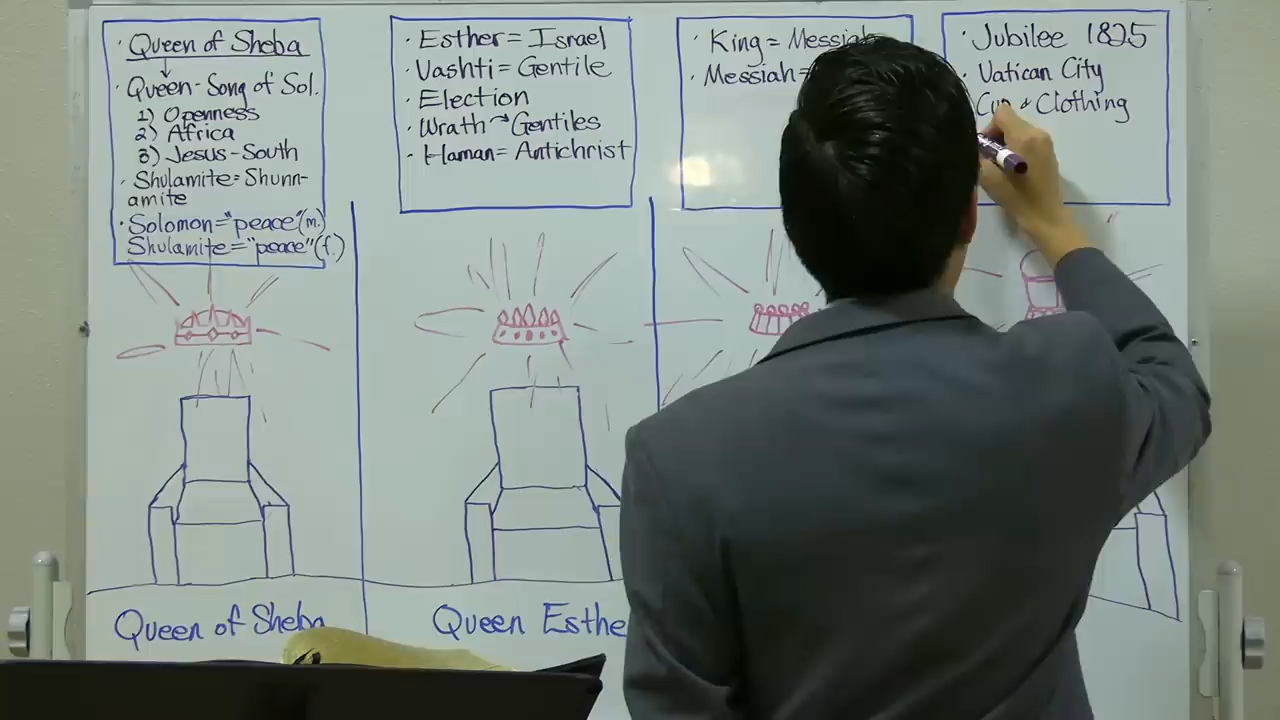 · Queen of Sheba
· Queen-Song of Sol.
1) Openness
2) Africa
3) Jesus-South
· Shulamite=Shunn-
amite
· Solomon="peace"(m.)
Shulamite="peace"(f.)
· Esther=Israel
· Vashti=Gentile
· Election
· Wrath→Gentiles
· Haman=Antichrist
· King=Messiah
· Messiah=
· Jubilee 1825
· Vatican City
Cup & Clothing
Queen of Sheba
Queen Esthe